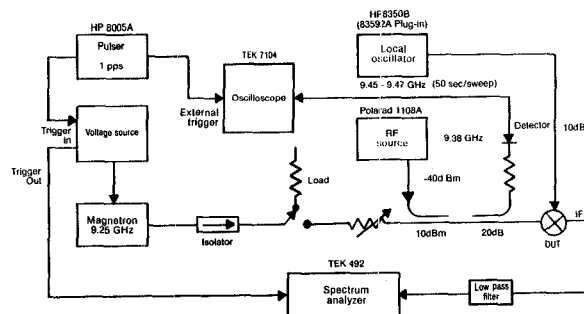 HP 8005A
Pulser
1 pps
TEK 7104
Oscilloscope
HF8350B
(83592A Plug-in)
Local
oscillator
9.45 - 9.47 GHz (50 sec/sweep)
External
trigger
Polarad 1108A
RF
source
9.38 GHz
Detector
10dB
Trigger
In
Voltage source
Trigger
Out
-40d Bm
Load
Magnetron
9.25 GHz
Isolator
10dBm
20dB
IF
DUT
TEK 492
Spectrum
analyzer
Low pass
filter